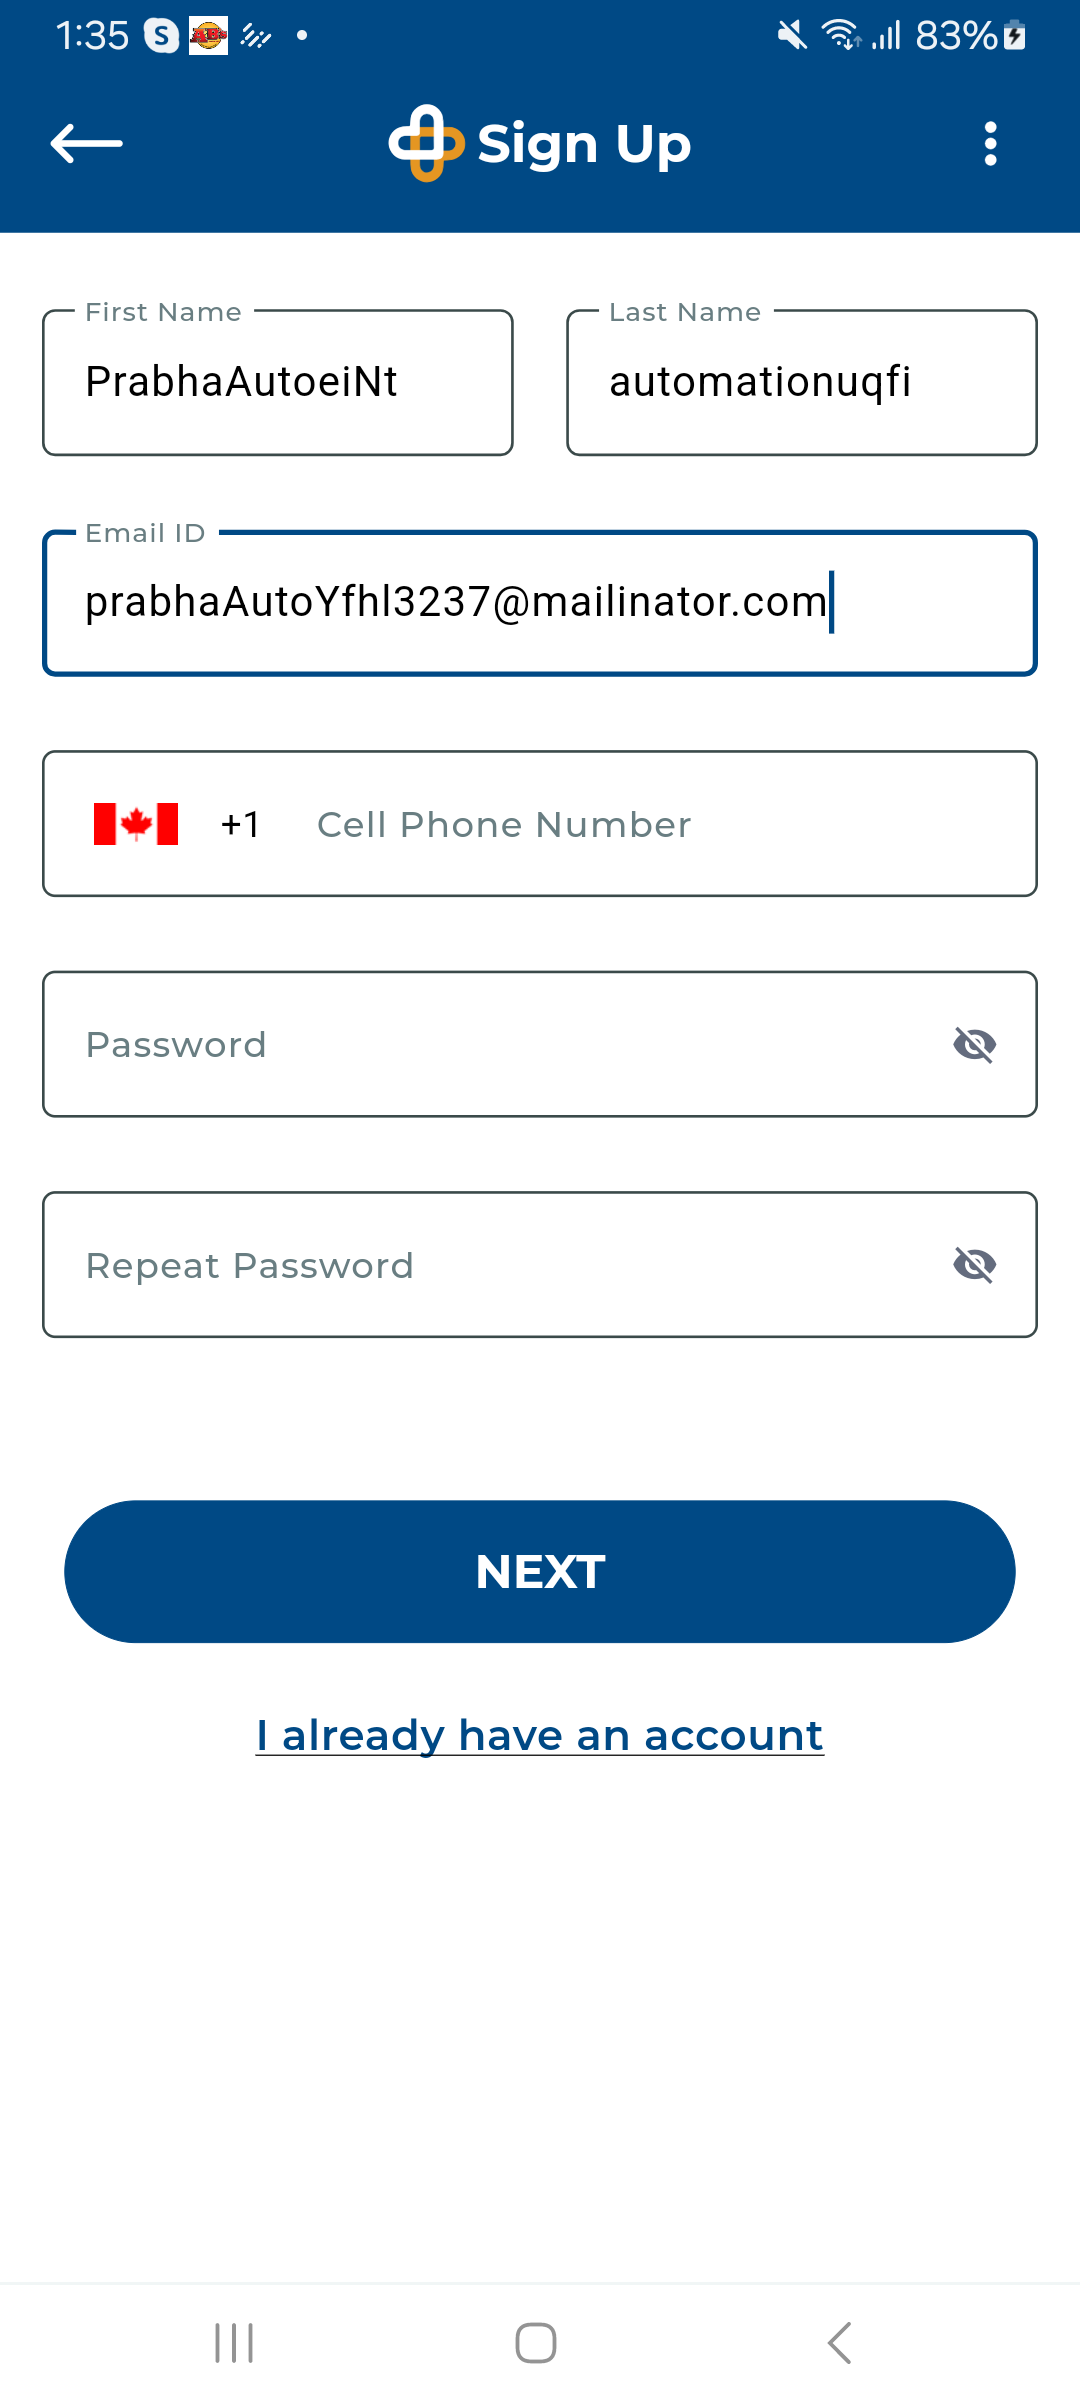 1:35 83%
Sign Up
First Name Last Name
PrabhaAutoeiNt automationuqfi
Email ID
prabhaAutoYfhl3237@mailinator.com
+1 Cell Phone Number
Password
Repeat Password
NEXT
I already have an account